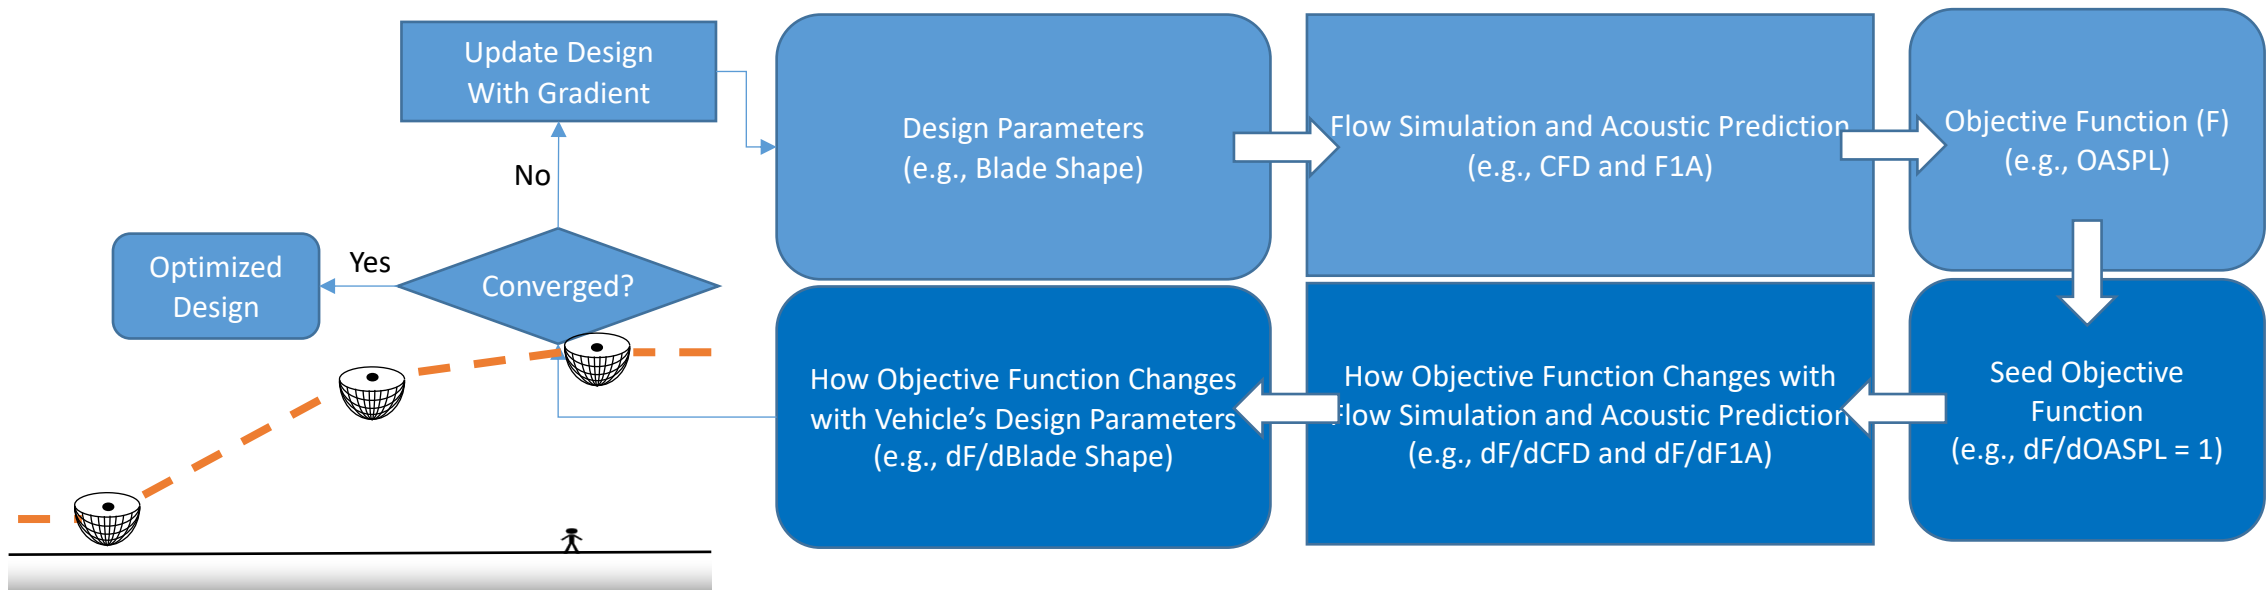 Update Design
With Gradient
No
Yes
Optimized
Design
Converged?
Design Parameters
(e.g., Blade Shape)
Flow Simulation and Acoustic Prediction
(e.g., CFD and F1A)
Objective Function (F)
(e.g., OASPL)
Seed Objective
Function
(e.g., dF/dOASPL = 1)
How Objective Function Changes with
Flow Simulation and Acoustic Prediction
(e.g., dF/dCFD and dF/dF1A)
How Objective Function Changes
with Vehicle's Design Parameters
(e.g., dF/dBlade Shape)